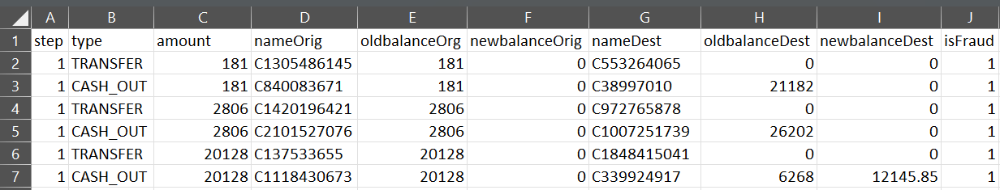 A B C D E F G H I J
1 step type amount nameOrig oldbalanceOrg newbalanceOrig nameDest oldbalanceDest newbalanceDest isFraud
2 1 TRANSFER 181 C1305486145 181 0 C553264065 0 0 1
3 1 CASH_OUT 181 C840083671 181 0 C38997010 21182 0 1
4 1 TRANSFER 2806 C1420196421 2806 0 C972765878 0 0 1
5 1 CASH_OUT 2806 C2101527076 2806 0 C1007251739 26202 0 1
6 1 TRANSFER 20128 C137533655 20128 0 C1848415041 0 0 1
7 1 CASH_OUT 20128 C1118430673 20128 0 C339924917 6268 12145.85 1